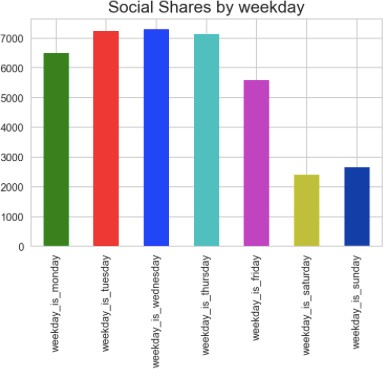 Social Shares by weekday
7000
6000
5000
4000
3000
2000
1000
0
weekday_is_monday
weekday_is_tuesday
weekday_is_wednesday
weekday_is_thursday
weekday_is_friday
weekday_is_saturday
weekday_is_sunday